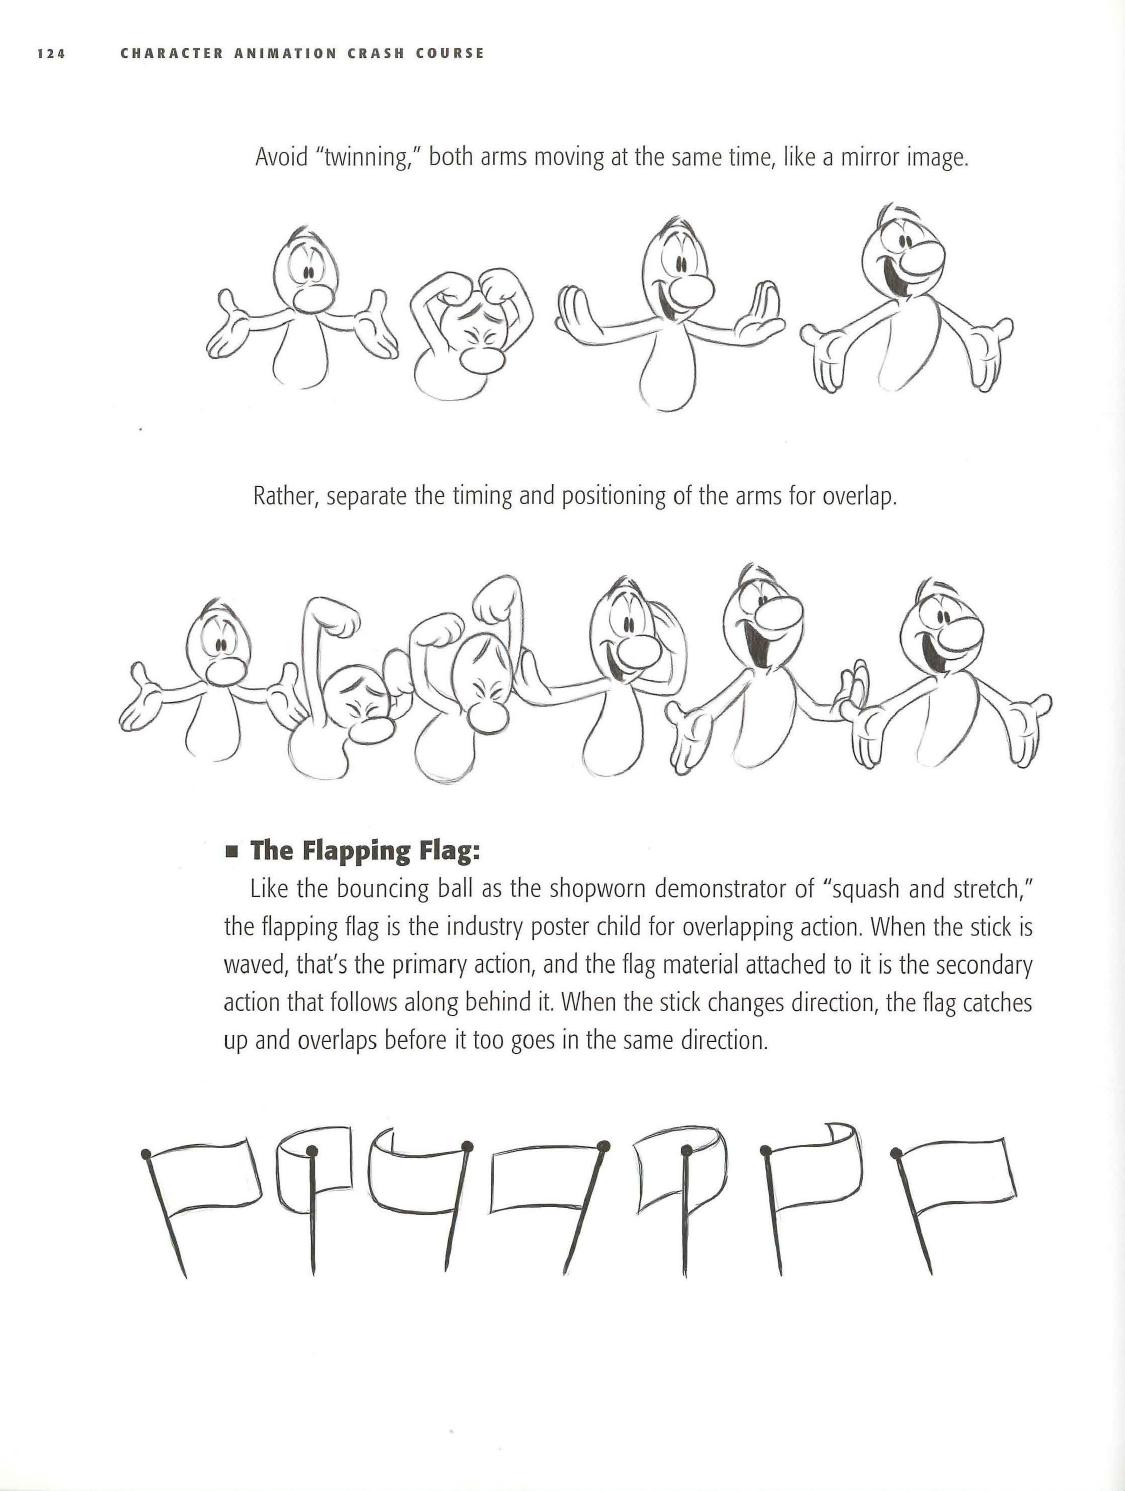 124 CHARACTER ANIMATION CRASH COURSE
Avoid “twinning,” both arms moving at the same time, like a mirror image.
Rather, separate the timing and positioning of the arms for overlap.
■ The Flapping Flag:
Like the bouncing ball as the shopworn demonstrator of “squash and stretch,”
the flapping flag is the industry poster child for overlapping action. When the stick is
waved, that’s the primary action, and the flag material attached to it is the secondary
action that follows along behind it. When the stick changes direction, the flag catches
up and overlaps before it too goes in the same direction.